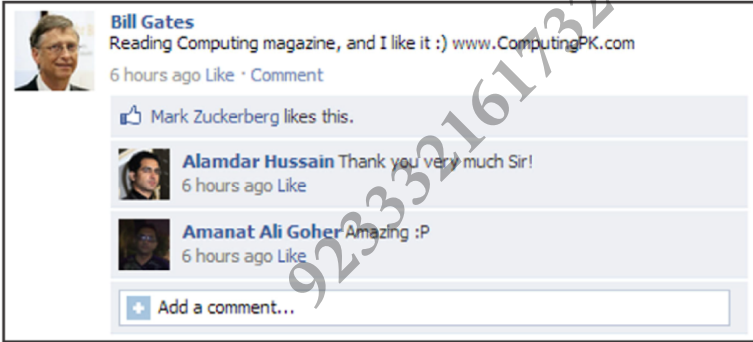 Bill Gates
Reading Computing magazine, and I like it :) www.ComputingPK.com
6 hours ago Like · Comment
Mark Zuckerberg likes this.
Alamdar Hussain Thank you very much Sir!
6 hours ago Like
Amanat Ali Goher Amazing :P
6 hours ago Like
Add a comment...
923332161732